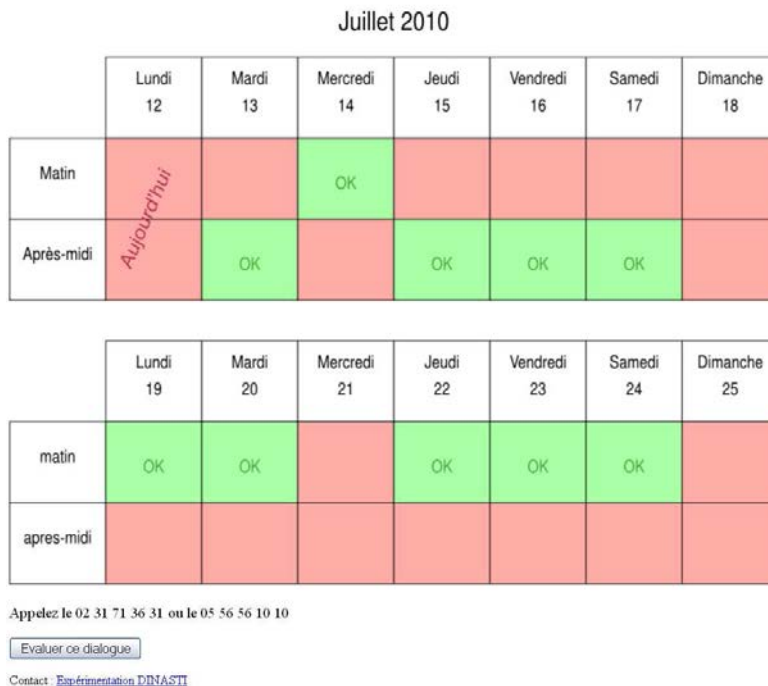 Juillet 2010
Lundi Mardi Mercredi Jeudi Vendredi Samedi Dimanche
12 13 14 15 16 17 18
Matin OK
Aujourd'hui
Après-midi OK OK OK OK
Lundi Mardi Mercredi Jeudi Vendredi Samedi Dimanche
19 20 21 22 23 24 25
matin OK OK OK OK OK
apres-midi
Appelez le 02 31 71 36 31 ou le 05 56 56 10 10
Evaluer ce dialogue
Contact : Expérimentation DINASTI